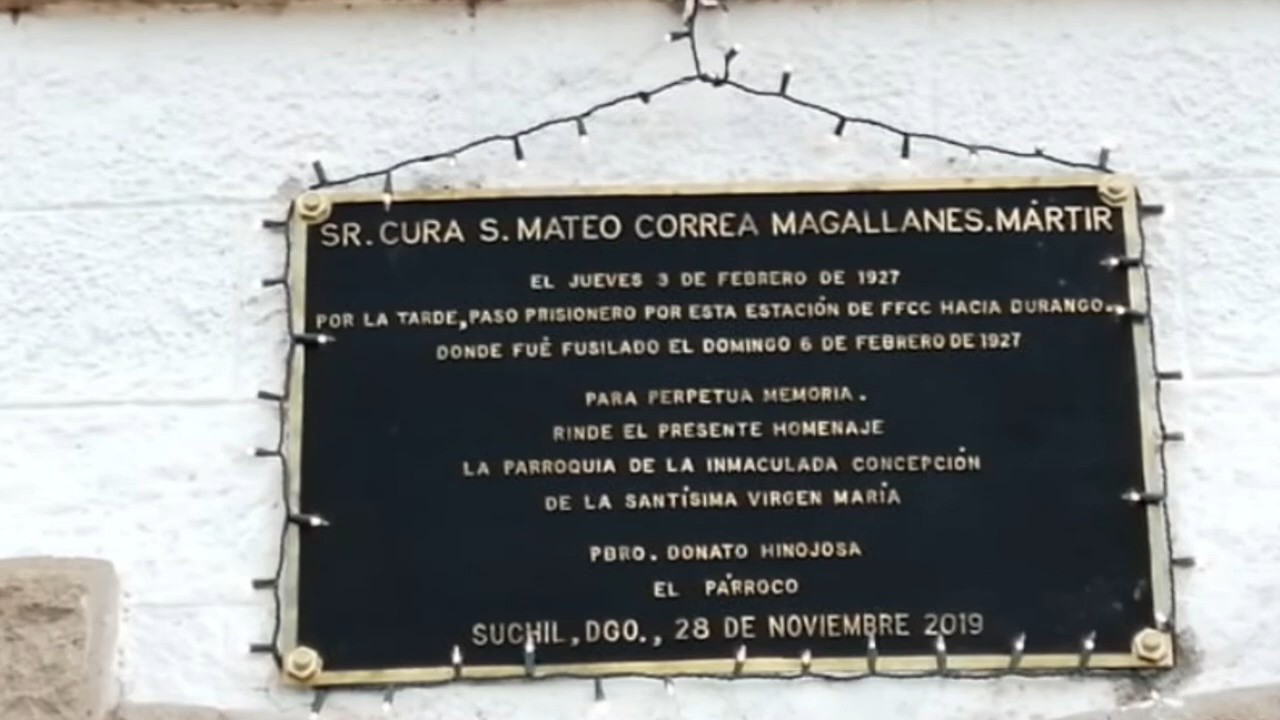 SR. CURA S. MATEO CORREA MAGALLANES. MÁRTIR
EL JUEVES 3 DE FEBRERO DE 1927
POR LA TARDE, PASO PRISIONERO POR ESTA ESTACIÓN DE FFCC HACIA DURANGO.
DONDE FUÉ FUSILADO EL DOMINGO 6 DE FEBRERO DE 1927
PARA PERPETUA MEMORIA.
RINDE EL PRESENTE HOMENAJE
LA PARROQUIA DE LA INMACULADA CONCEPCIÓN
DE LA SANTÍSIMA VIRGEN MARÍA
PBRO. DONATO HINOJOSA
EL PÁRROCO
SUCHIL, DGO., 28 DE NOVIEMBRE 2019